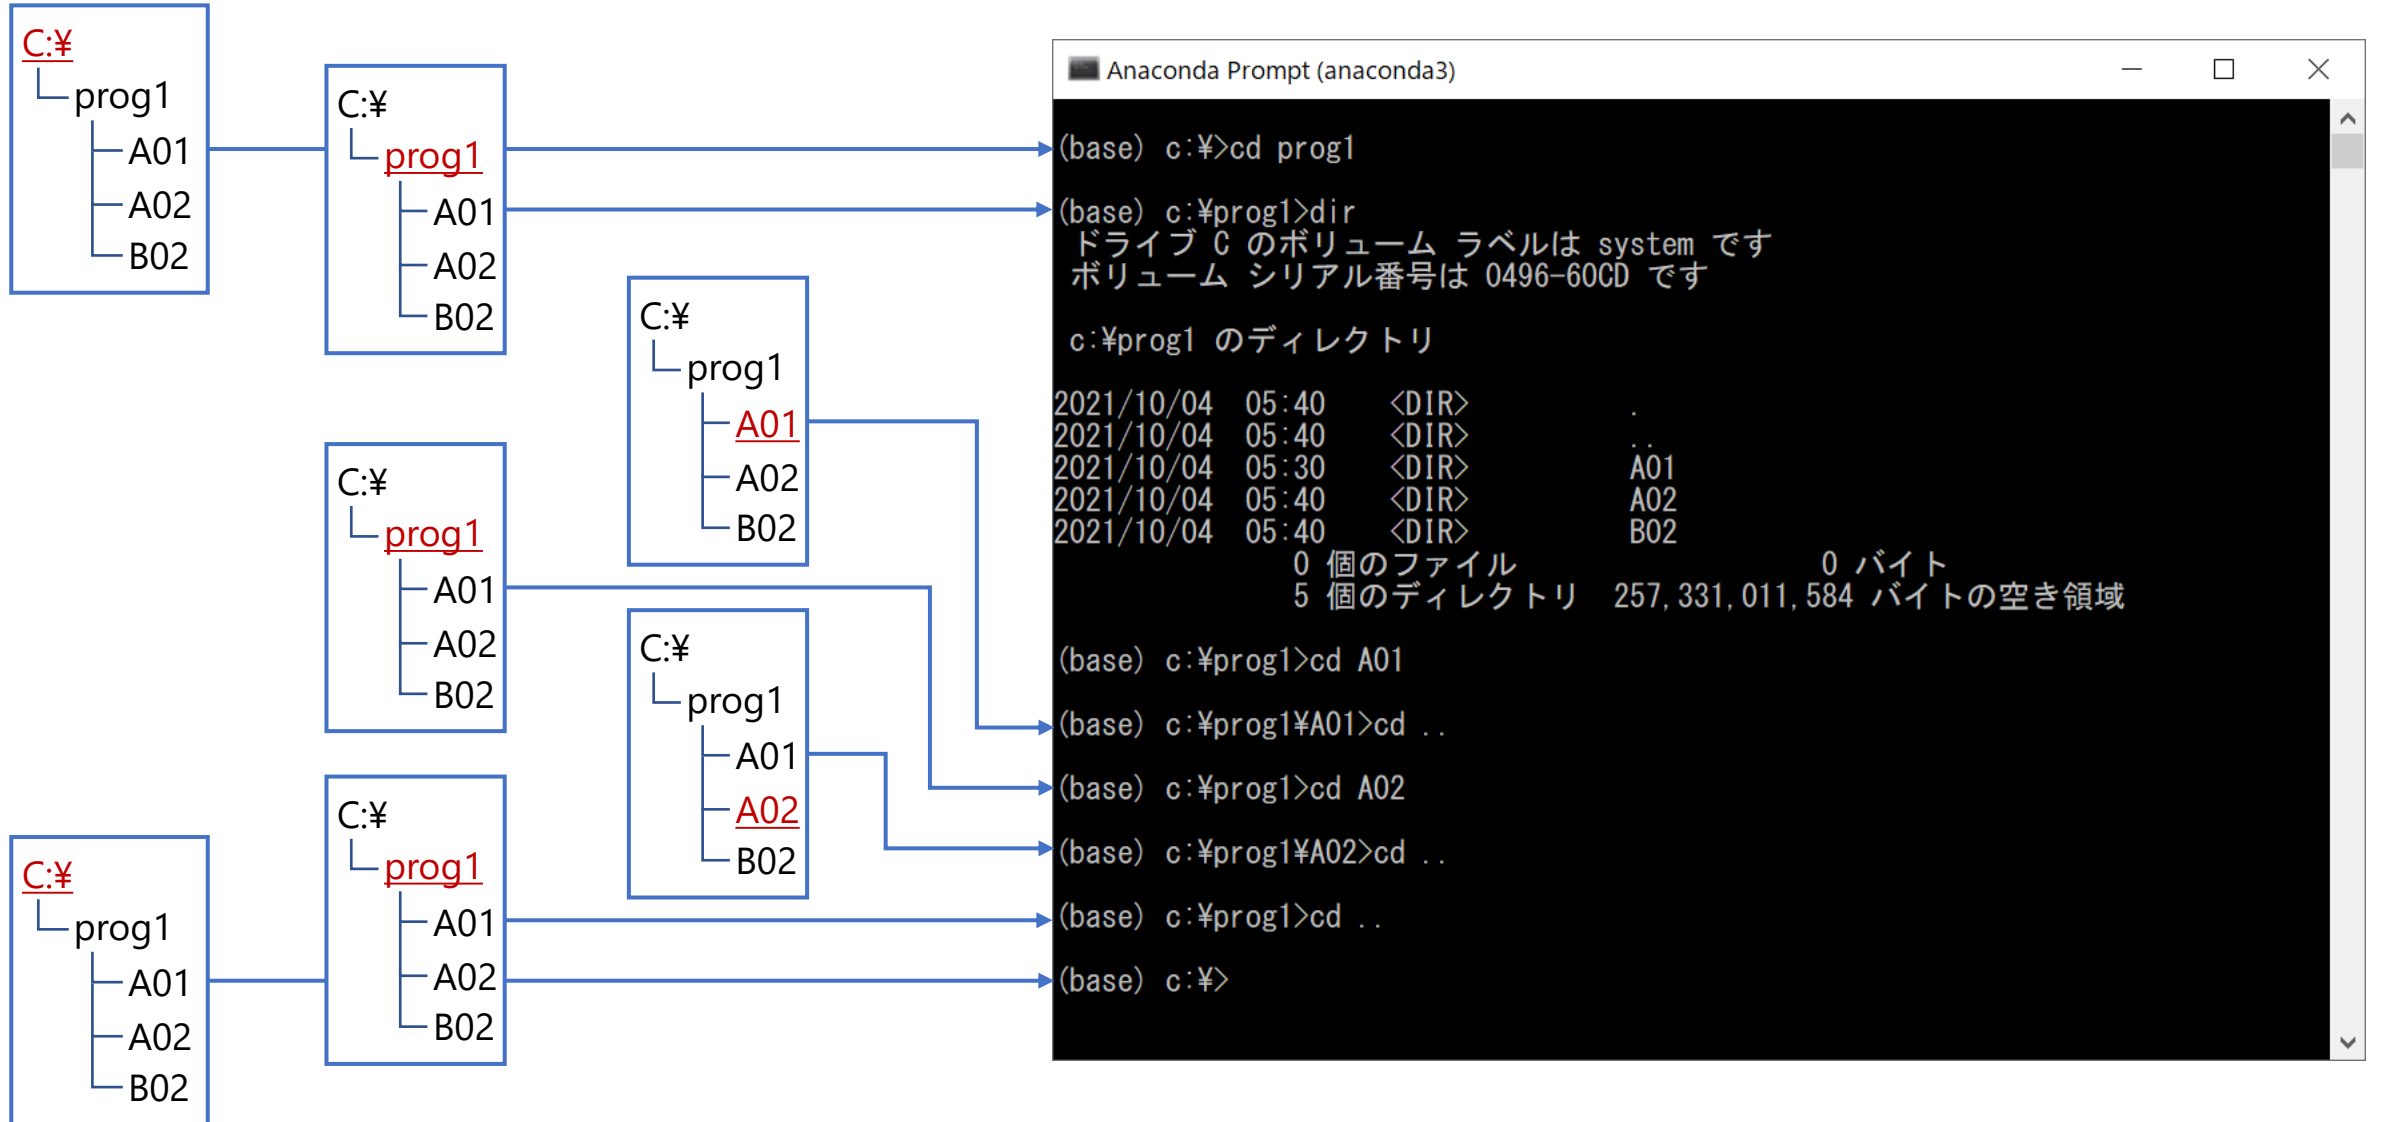 C:¥
prog1
A01
A02
B02
C:¥
prog1
A01
A02
B02
C:¥
prog1
A01
A02
B02
C:¥
prog1
A01
A02
B02
C:¥
prog1
A01
A02
B02
C:¥
prog1
A01
A02
B02
C:¥
prog1
A01
A02
B02
Anaconda Prompt (anaconda3)
(base) c:¥>cd prog1
(base) c:¥prog1>dir
ドライブ C のボリューム ラベルは system です
ボリューム シリアル番号は 0496-60CD です
c:¥prog1 のディレクトリ
2021/10/04  05:40    <DIR>          .
2021/10/04  05:40    <DIR>          ..
2021/10/04  05:30    <DIR>          A01
2021/10/04  05:40    <DIR>          A02
2021/10/04  05:40    <DIR>          B02
0 個のファイル                   0 バイト
5 個のディレクトリ  257,331,011,584 バイトの空き領域
(base) c:¥prog1>cd A01
(base) c:¥prog1¥A01>cd ..
(base) c:¥prog1>cd A02
(base) c:¥prog1¥A02>cd ..
(base) c:¥prog1>cd ..
(base) c:¥>